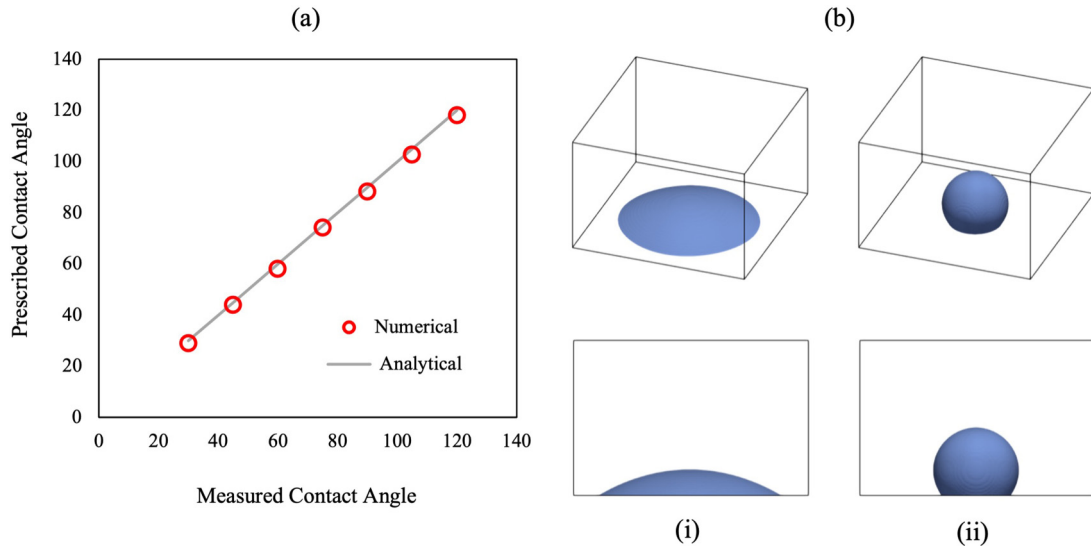 (a)
(b)
140
120
100
80
60
40
20
0
Prescribed Contact Angle
Numerical
Analytical
0 20 40 60 80 100 120 140
Measured Contact Angle
(i)
(ii)